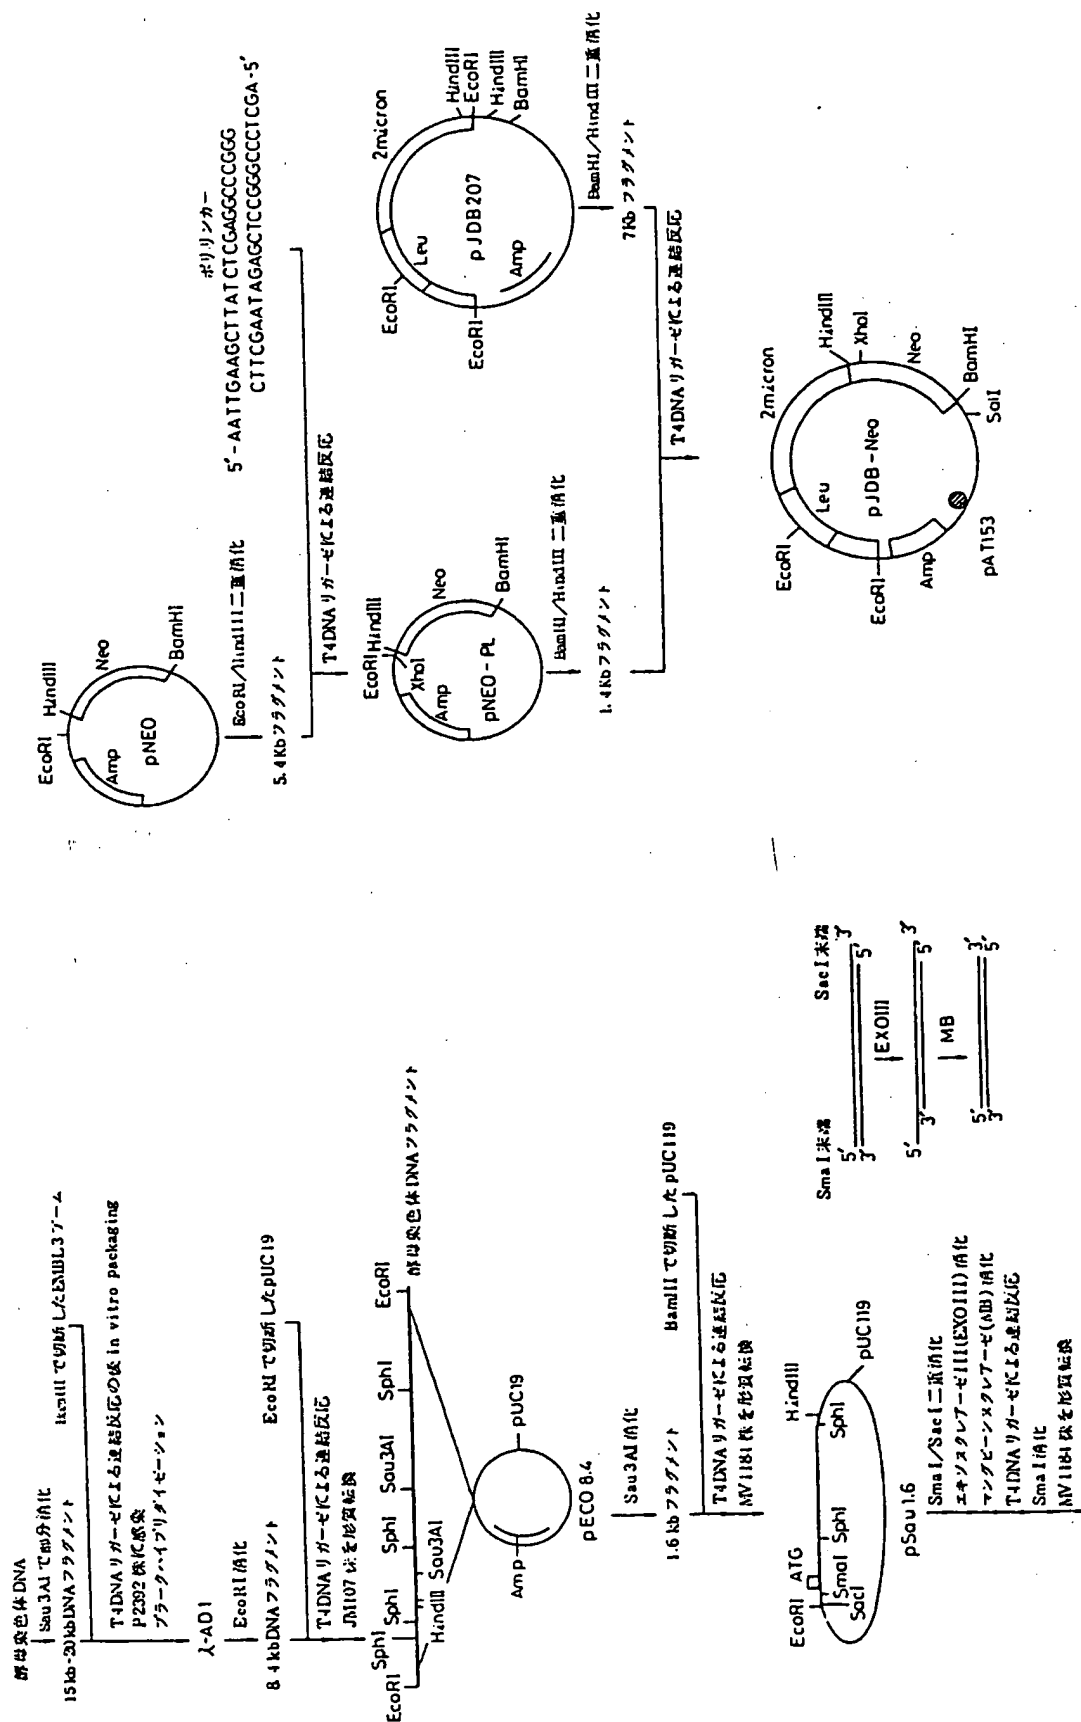 酵母染色体DNA
Sau3AIで部分消化
15kb-20kbDNAフラグメント
BamHIで切断したEMBL3アーム
T4DNAリガーゼによる連結反応の後 in vitro packaging
P2392株に感染
プラークハイブリダイゼーション
λ-AD1
EcoRI消化
8.4kbDNAフラグメント
EcoRIで切断したpUC19
T4DNAリガーゼによる連結反応
JM107株を形質転換
EcoRI
SphI
SphI
SphI
Sau3AI
SphI
EcoRI
酵母染色体DNAフラグメント
HindIII
Sau3AI
Amp
pUC19
pECO8.4
Sau3AI消化
1.6kbフラグメント
BamHIで切断したpUC119
T4DNAリガーゼによる連結反応
MV1184株を形質転換
EcoRI
ATG
HindIII
SmaI
SacI
SphI
SphI
pUC119
pSau1.6
SmaI/SacI二重消化
エキソヌクレアーゼIII(EXOIII)消化
マングビーンヌクレアーゼ(MB)消化
T4DNAリガーゼによる連結反応
SmaI消化
MV1184株を形質転換
SmaI末端
SacI末端
5′
3′
3′
5′
EXOIII
5′
3′
3′
5′
MB
5′
3′
3′
5′
EcoRI
HindIII
Neo
Amp
pNEO
BamHI
EcoRI/HindIII二重消化
5.4Kbフラグメント
ポリリンカー
5′-AATTGAAGCTTATCTCGAGGCCCGGG
CTTCGAATAGAGCTCCGGGCCCTCGA-5′
T4DNAリガーゼによる連結反応
EcoRI
HindIII
XhoI
Neo
Amp
pNEO-PL
BamHI
BamHI/HindIII二重消化
1.4Kbフラグメント
2micron
HindIII
EcoRI
HindIII
BamHI
EcoRI
Leu
pJDB207
Amp
EcoRI
BamHI/HindIII二重消化
7Kbフラグメント
T4DNAリガーゼによる連結反応
2micron
HindIII
XhoI
Neo
BamHI
SalI
EcoRI
Leu
pJDB-Neo
EcoRI
Amp
pAT153